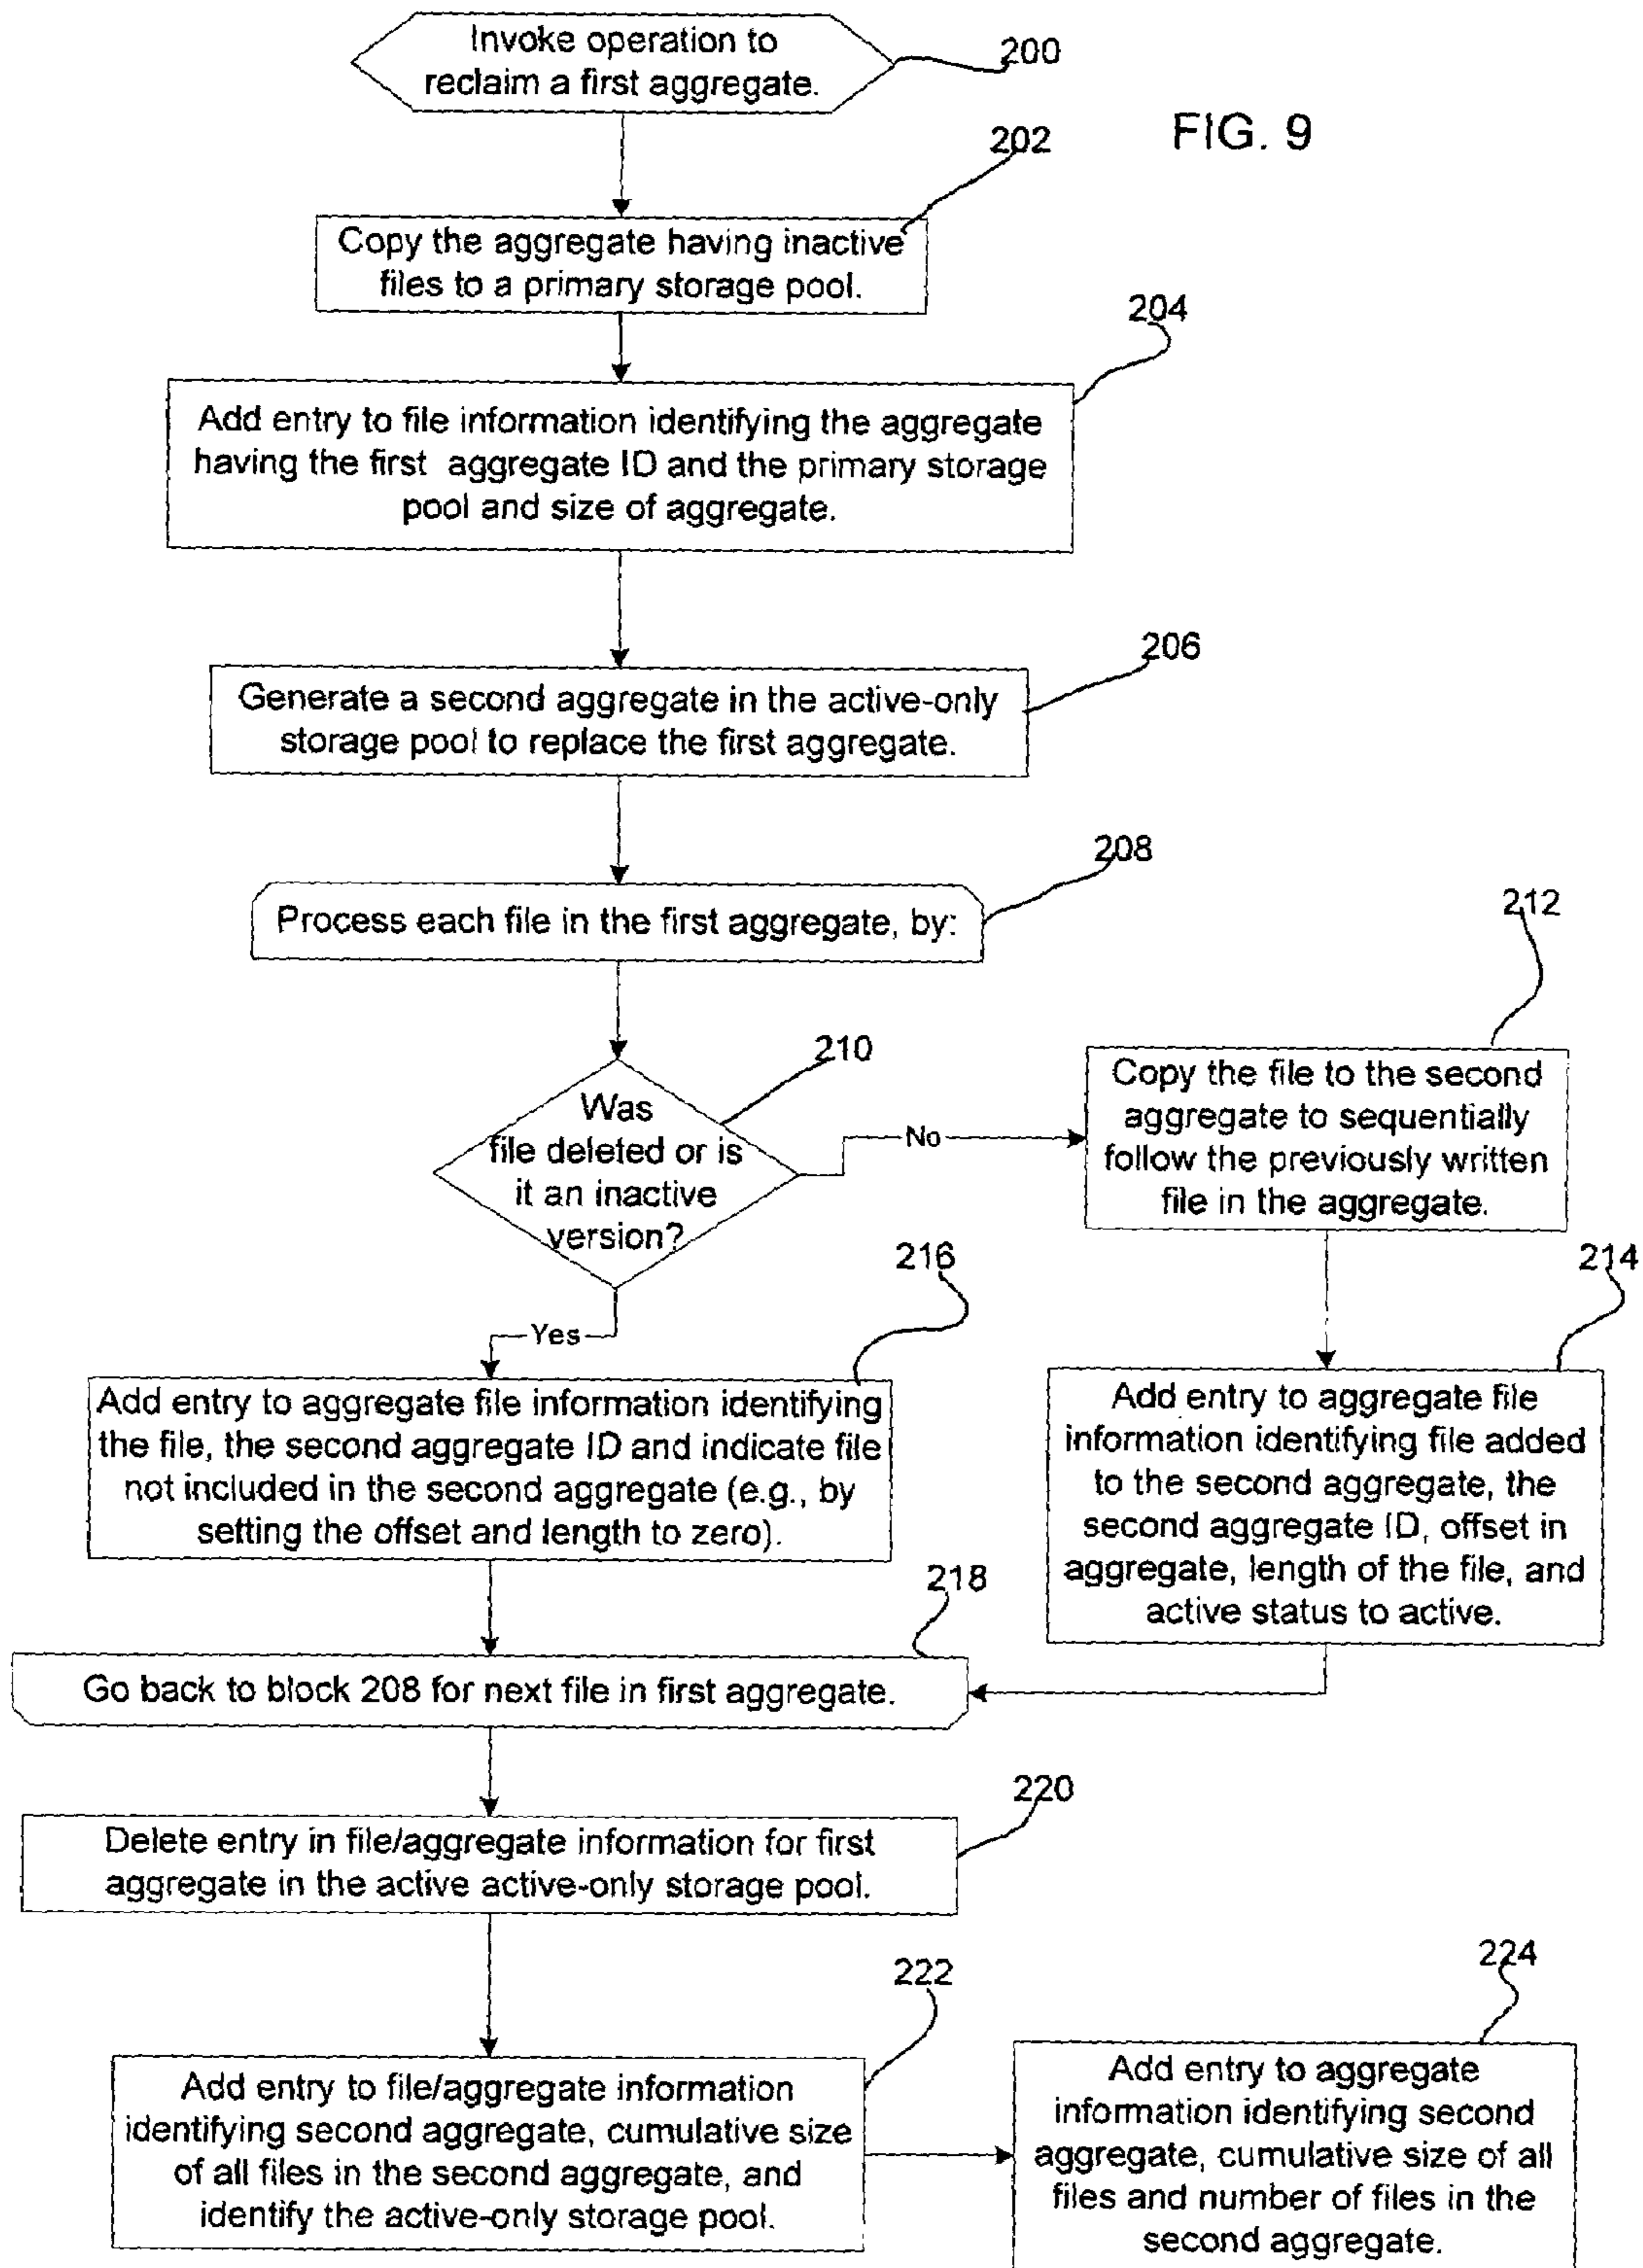 Invoke operation to
reclaim a first aggregate.
200
FIG. 9
202
Copy the aggregate having inactive
files to a primary storage pool.
204
Add entry to file information identifying the aggregate
having the first aggregate ID and the primary storage
pool and size of aggregate.
206
Generate a second aggregate in the active-only
storage pool to replace the first aggregate.
208
Process each file in the first aggregate, by:
210
Was
file deleted or is
it an inactive
version?
No
212
Copy the file to the second
aggregate to sequentially
follow the previously written
file in the aggregate.
214
Add entry to aggregate file
information identifying file added
to the second aggregate, the
second aggregate ID, offset in
aggregate, length of the file, and
active status to active.
Yes
216
Add entry to aggregate file information identifying
the file, the second aggregate ID and indicate file
not included in the second aggregate (e.g., by
setting the offset and length to zero).
218
Go back to block 208 for next file in first aggregate.
220
Delete entry in file/aggregate information for first
aggregate in the active active-only storage pool.
222
Add entry to file/aggregate information
identifying second aggregate, cumulative size
of all files in the second aggregate, and
identify the active-only storage pool.
224
Add entry to aggregate
information identifying second
aggregate, cumulative size of all
files and number of files in the
second aggregate.